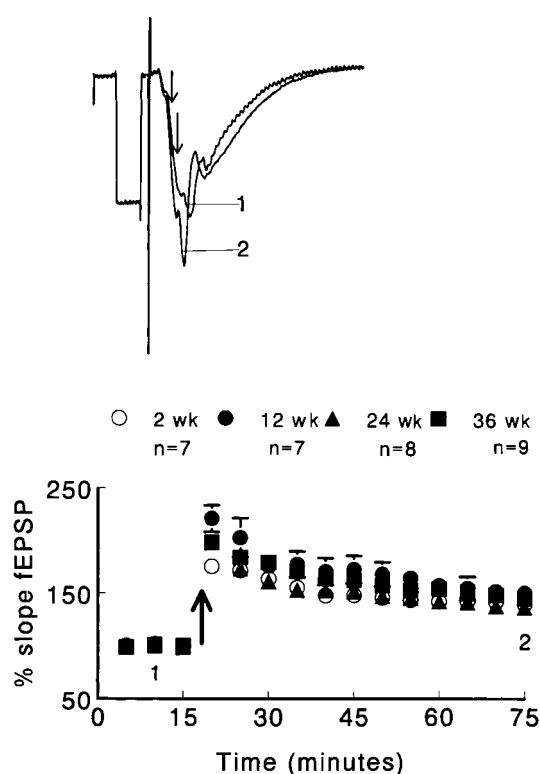 1
2
○ 2 wk ● 12 wk ▲ 24 wk ■ 36 wk
n=7 n=7 n=8 n=9
% slope fEPSP
250
150
50
1
2
0 15 30 45 60 75
Time (minutes)